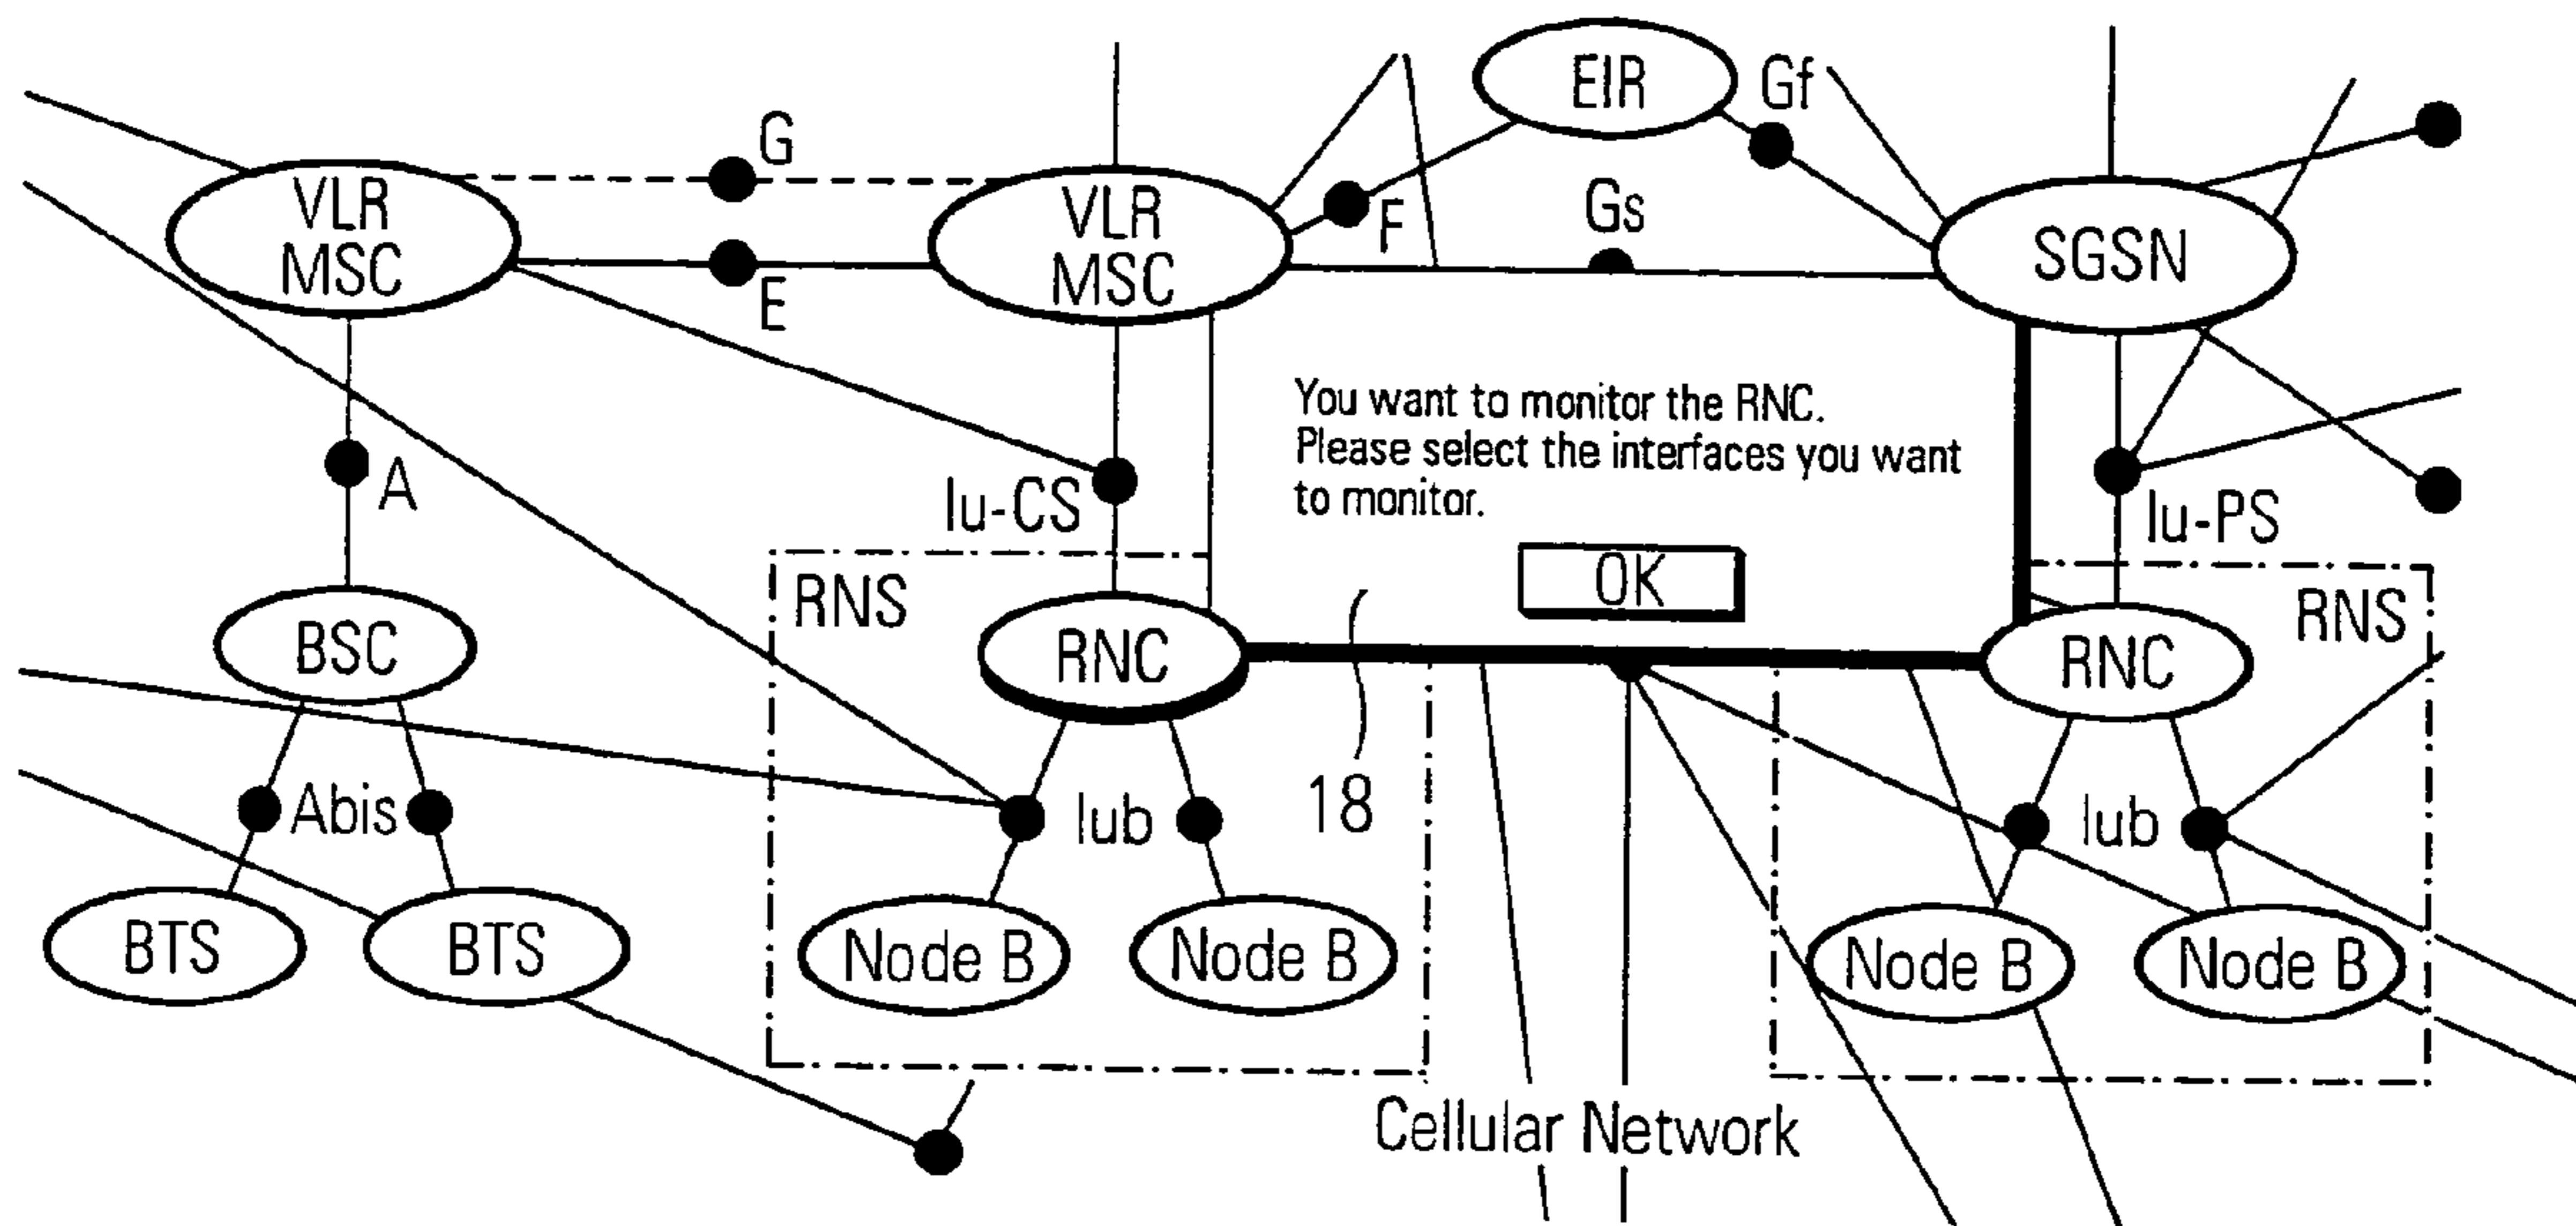 EIR
Gf
G
VLR
MSC
VLR
MSC
F
Gs
SGSN
E
You want to monitor the RNC.
Please select the interfaces you want
to monitor.
A
Iu-CS
Iu-PS
RNS
OK
RNS
BSC
RNC
RNC
Abis
Iub
18
Iub
BTS
BTS
Node B
Node B
Node B
Node B
Cellular Network